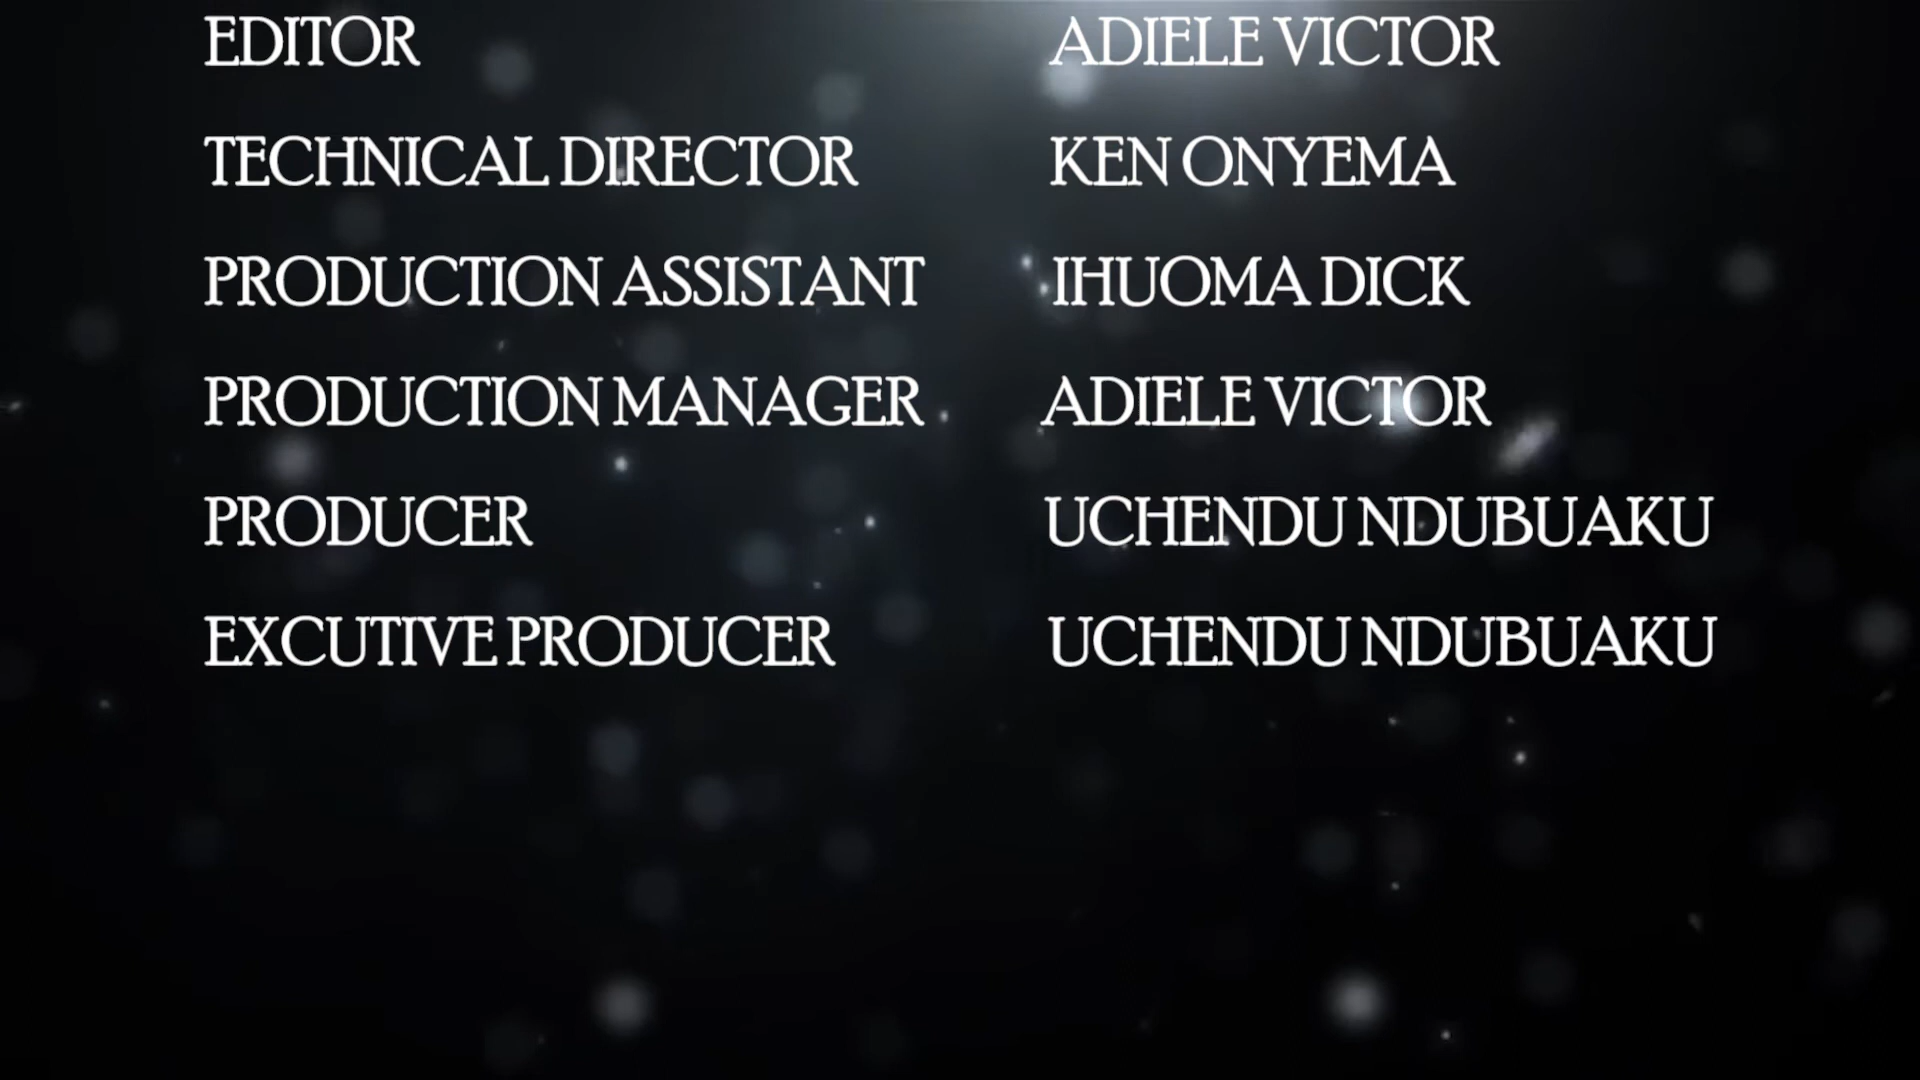 EDITOR ADIELE VICTOR
TECHNICAL DIRECTOR KEN ONYEMA
PRODUCTION ASSISTANT IHUOMA DICK
PRODUCTION MANAGER ADIELE VICTOR
PRODUCER UCHENDU NDUBUAKU
EXCUTIVE PRODUCER UCHENDU NDUBUAKU